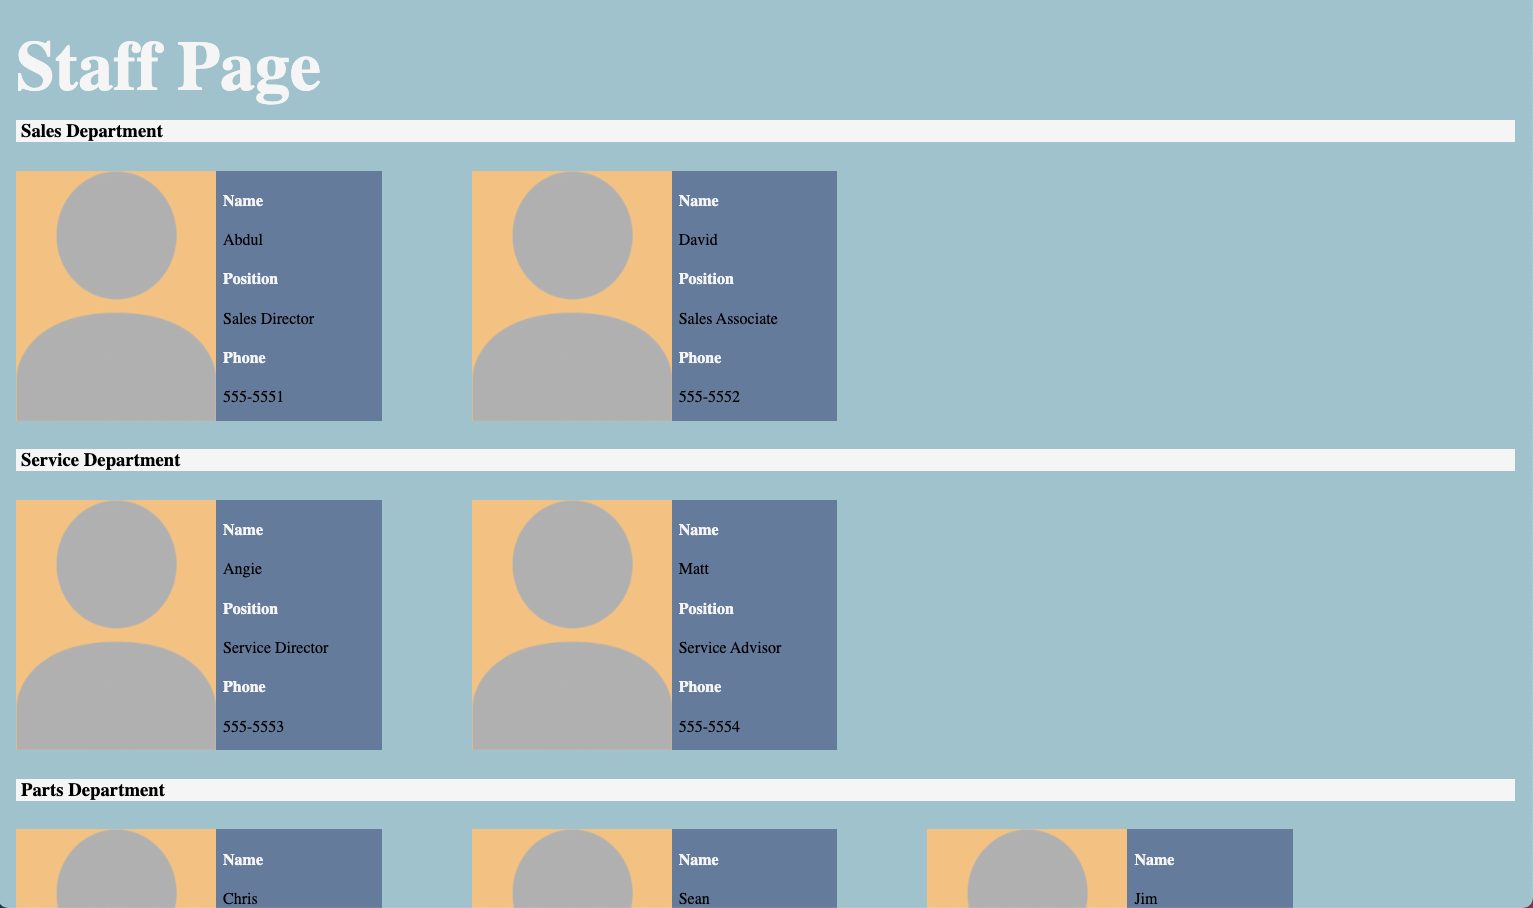 Staff Page
Sales Department
Name
Abdul
Position
Sales Director
Phone
555-5551
Name
David
Position
Sales Associate
Phone
555-5552
Service Department
Name
Angie
Position
Service Director
Phone
555-5553
Name
Matt
Position
Service Advisor
Phone
555-5554
Parts Department
Name
Chris
Name
Sean
Name
Jim